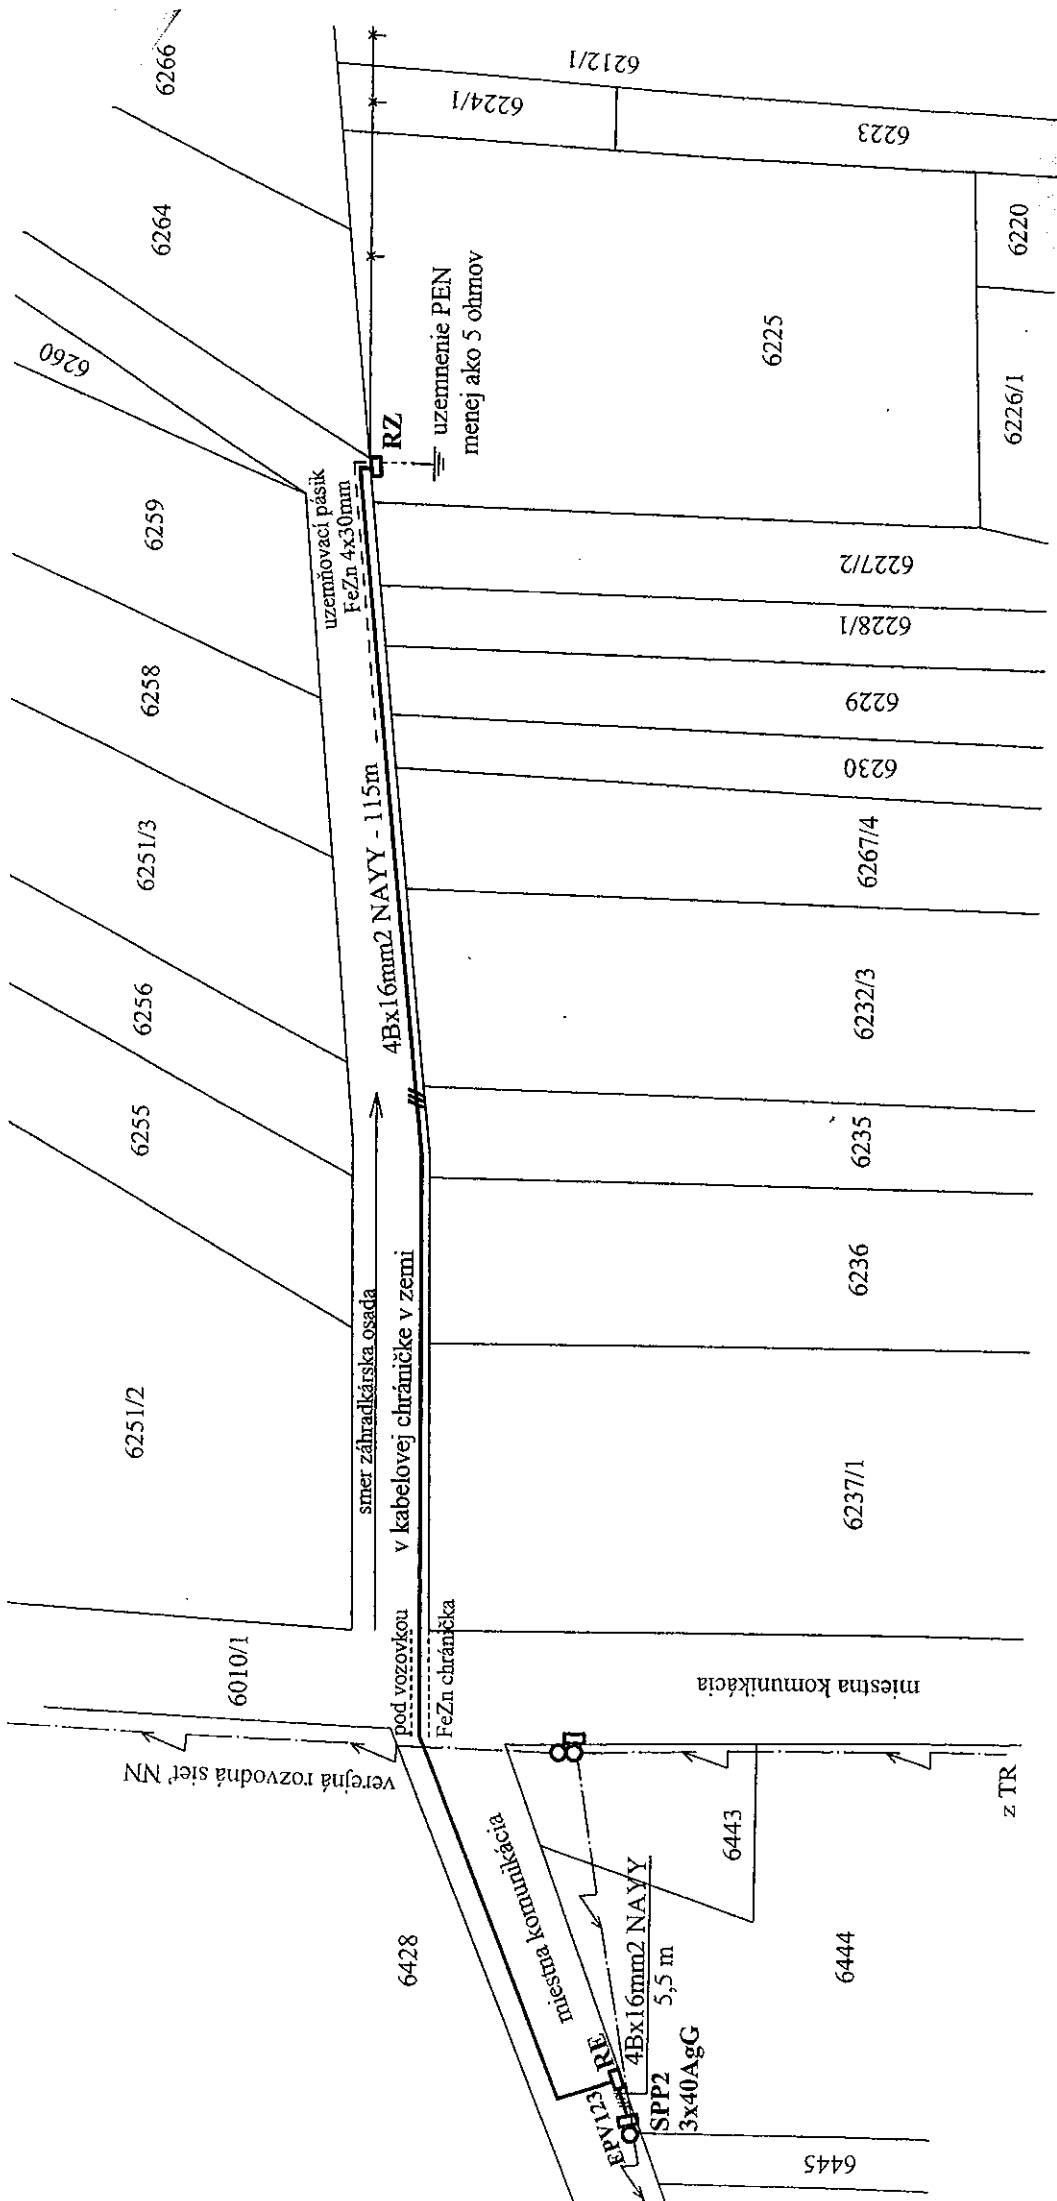 6266
6264
6260
6259
6258
6251/3
6256
6255
6251/2
6010/1
6428
6212/1
6224/1
6223
6220
6225
6226/1
uzemnenie PEN
menej ako 5 ohmov
RZ
uzemňovací pásik
FeZn 4x30mm
4Bx16mm2 NAYY - 115m
6227/2
6228/1
6229
6230
6267/4
6232/3
6235
6236
6237/1
smer záhradkárska osada
v kabelovej chráničke v zemi
pod vozovkou
FeZn chránička
verejná rozvodná sieť NN
miestna komunikácia
miestna komunikácia
z TR
6443
6444
4Bx16mm2 NAYY
5,5 m
RE
EPV123
SPP2
3x40AgG
6445